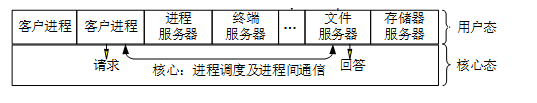 客户进程
客户进程
进程
服务器
终端
服务器
...
文件
服务器
存储器
服务器
用户态
请求
核心：进程调度及进程间通信
回答
核心态